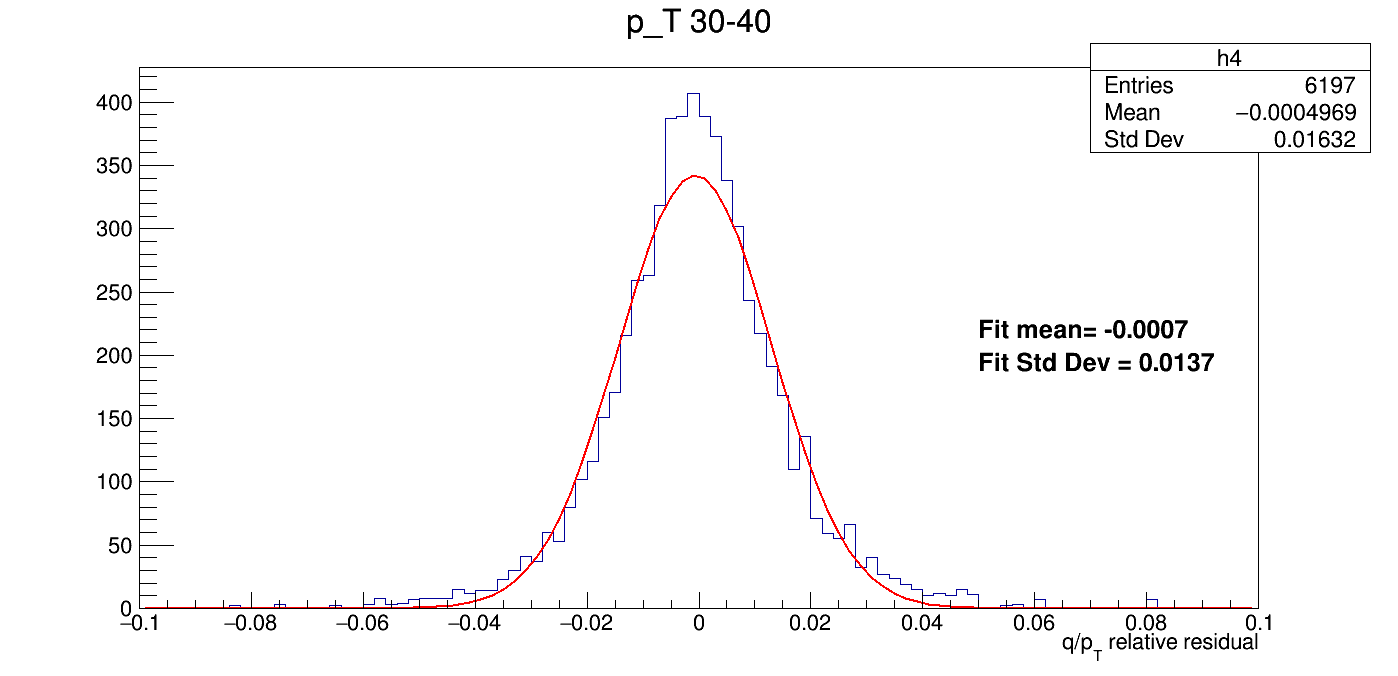 p_T 30-40
h4
Entries 6197
Mean −0.0004969
Std Dev 0.01632
400
350
300
250
200
150
100
50
0
Fit mean= -0.0007
Fit Std Dev = 0.0137
−0.1 −0.08 −0.06 −0.04 −0.02 0 0.02 0.04 0.06 0.08 0.1
q/p_T relative residual